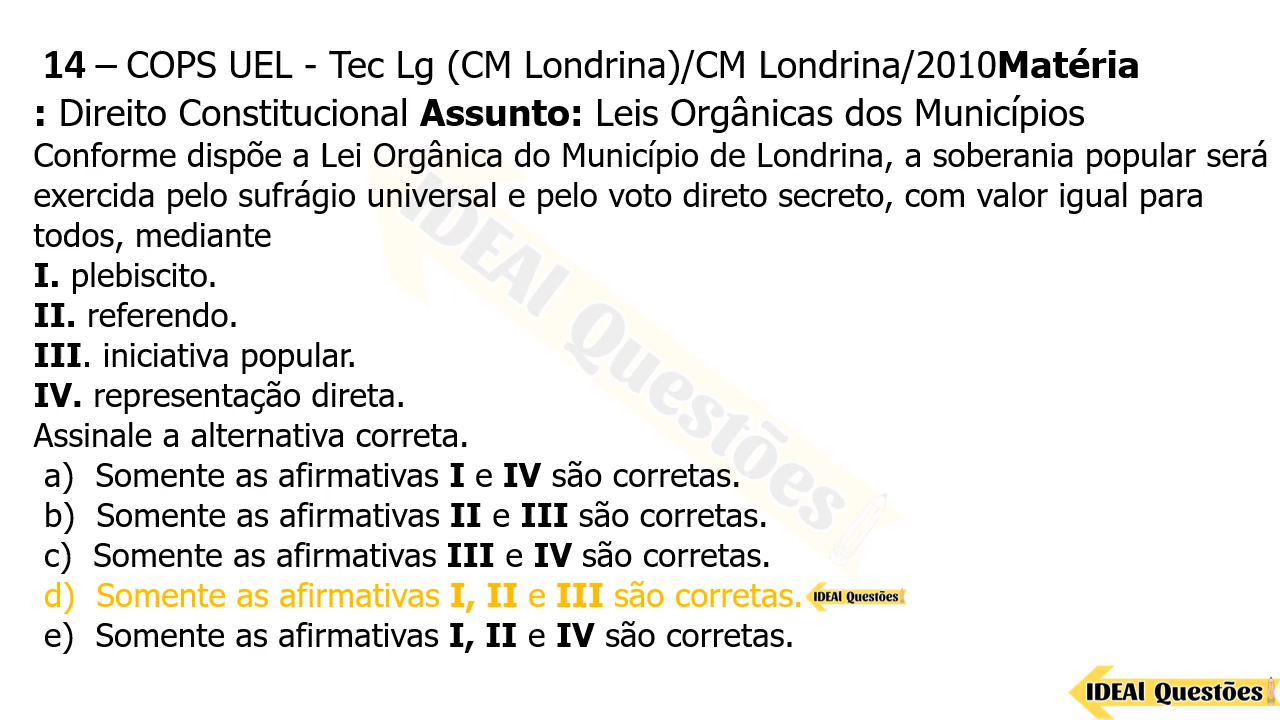 14 – COPS UEL - Tec Lg (CM Londrina)/CM Londrina/2010Matéria
: Direito Constitucional Assunto: Leis Orgânicas dos Municípios
Conforme dispõe a Lei Orgânica do Município de Londrina, a soberania popular será
exercida pelo sufrágio universal e pelo voto direto secreto, com valor igual para
todos, mediante
I. plebiscito.
II. referendo.
III. iniciativa popular.
IV. representação direta.
Assinale a alternativa correta.
a) Somente as afirmativas I e IV são corretas.
b) Somente as afirmativas II e III são corretas.
c) Somente as afirmativas III e IV são corretas.
d) Somente as afirmativas I, II e III são corretas. IDEAl Questões
e) Somente as afirmativas I, II e IV são corretas.
IDEAl Questões
IDEAl Questões